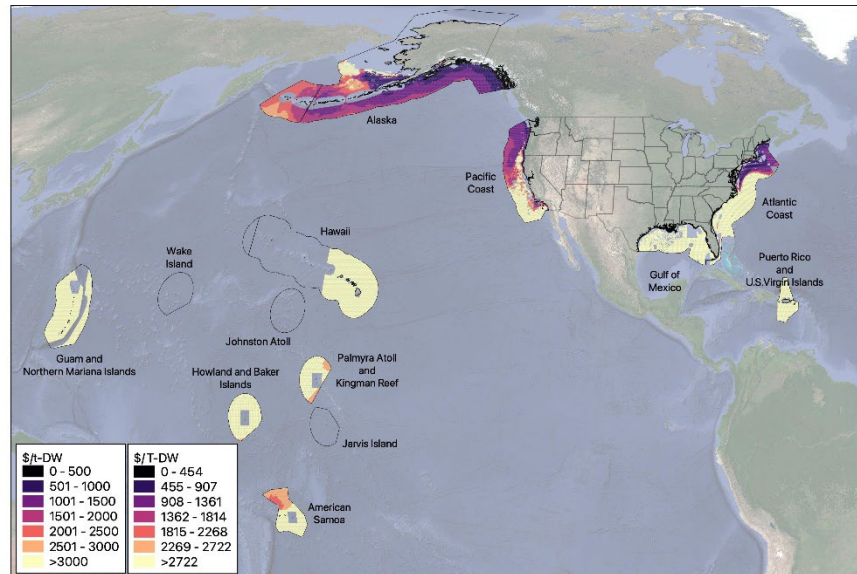 Alaska
Pacific
Coast
Atlantic
Coast
Hawaii
Wake
Island
Puerto Rico
and
U.S.Virgin Islands
Gulf of
Mexico
Johnston Atoll
Guam and
Northern Mariana Islands
Palmyra Atoll
and
Kingman Reef
Howland and Baker
Islands
Jarvis Island
American
Samoa
$/t-DW
0 - 500
501 - 1000
1001 - 1500
1501 - 2000
2001 - 2500
2501 - 3000
>3000
$/T-DW
0 - 454
455 - 907
908 - 1361
1362 - 1814
1815 - 2268
2269 - 2722
>2722